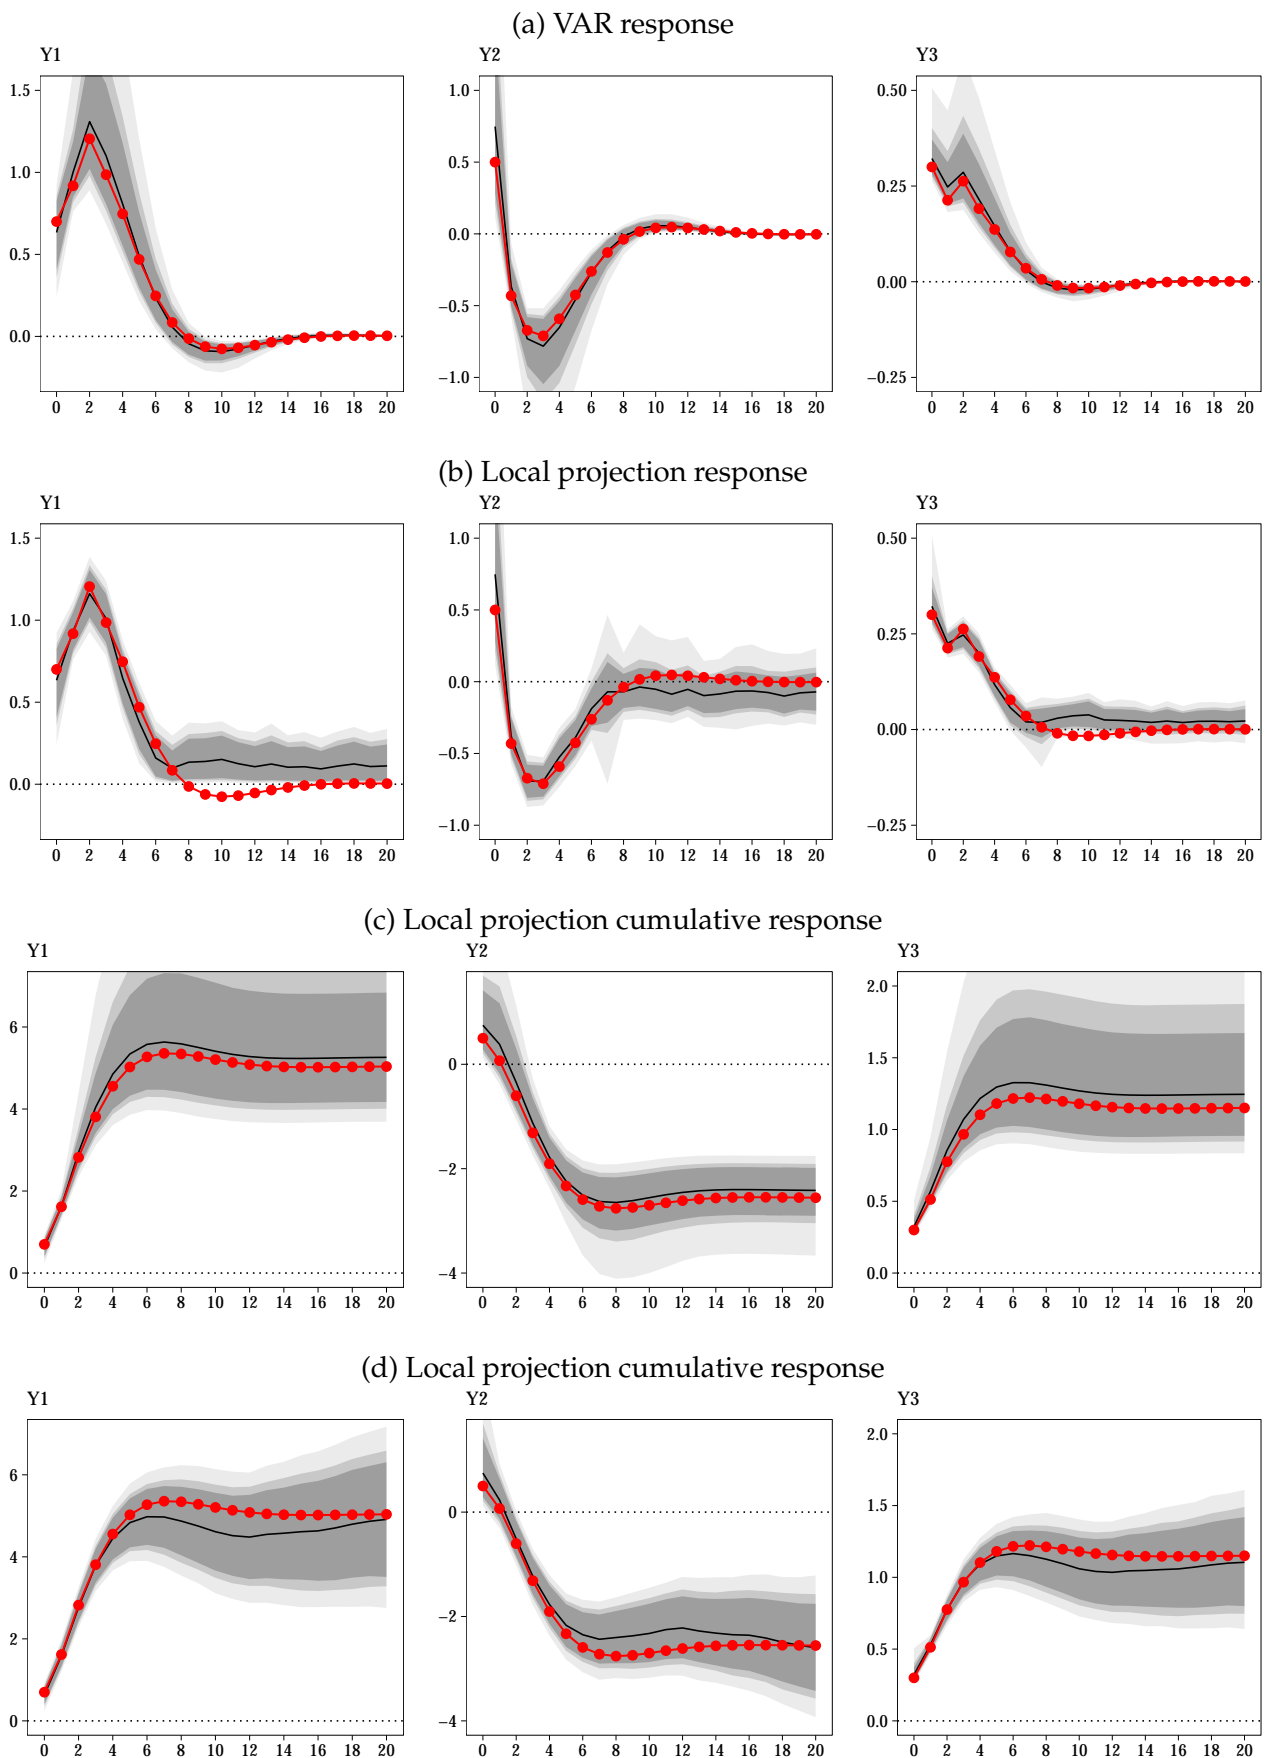 (a) VAR response
Y1 Y2 Y3
1.5 1.0 0.50
1.0 0.5 0.25
0.5 0.0 0.00
0.0 −0.5 −0.25
−1.0
0 2 4 6 8 10 12 14 16 18 20 0 2 4 6 8 10 12 14 16 18 20 0 2 4 6 8 10 12 14 16 18 20
(b) Local projection response
Y1 Y2 Y3
1.5 1.0 0.50
1.0 0.5 0.25
0.5 0.0 0.00
0.0 −0.5 −0.25
−1.0
0 2 4 6 8 10 12 14 16 18 20 0 2 4 6 8 10 12 14 16 18 20 0 2 4 6 8 10 12 14 16 18 20
(c) Local projection cumulative response
Y1 Y2 Y3
6 0 2.0
4 −2 1.5
2 −4 1.0
0 0.5
0.0
0 2 4 6 8 10 12 14 16 18 20 0 2 4 6 8 10 12 14 16 18 20 0 2 4 6 8 10 12 14 16 18 20
(d) Local projection cumulative response
Y1 Y2 Y3
6 0 2.0
4 −2 1.5
2 −4 1.0
0 0.5
0.0
0 2 4 6 8 10 12 14 16 18 20 0 2 4 6 8 10 12 14 16 18 20 0 2 4 6 8 10 12 14 16 18 20